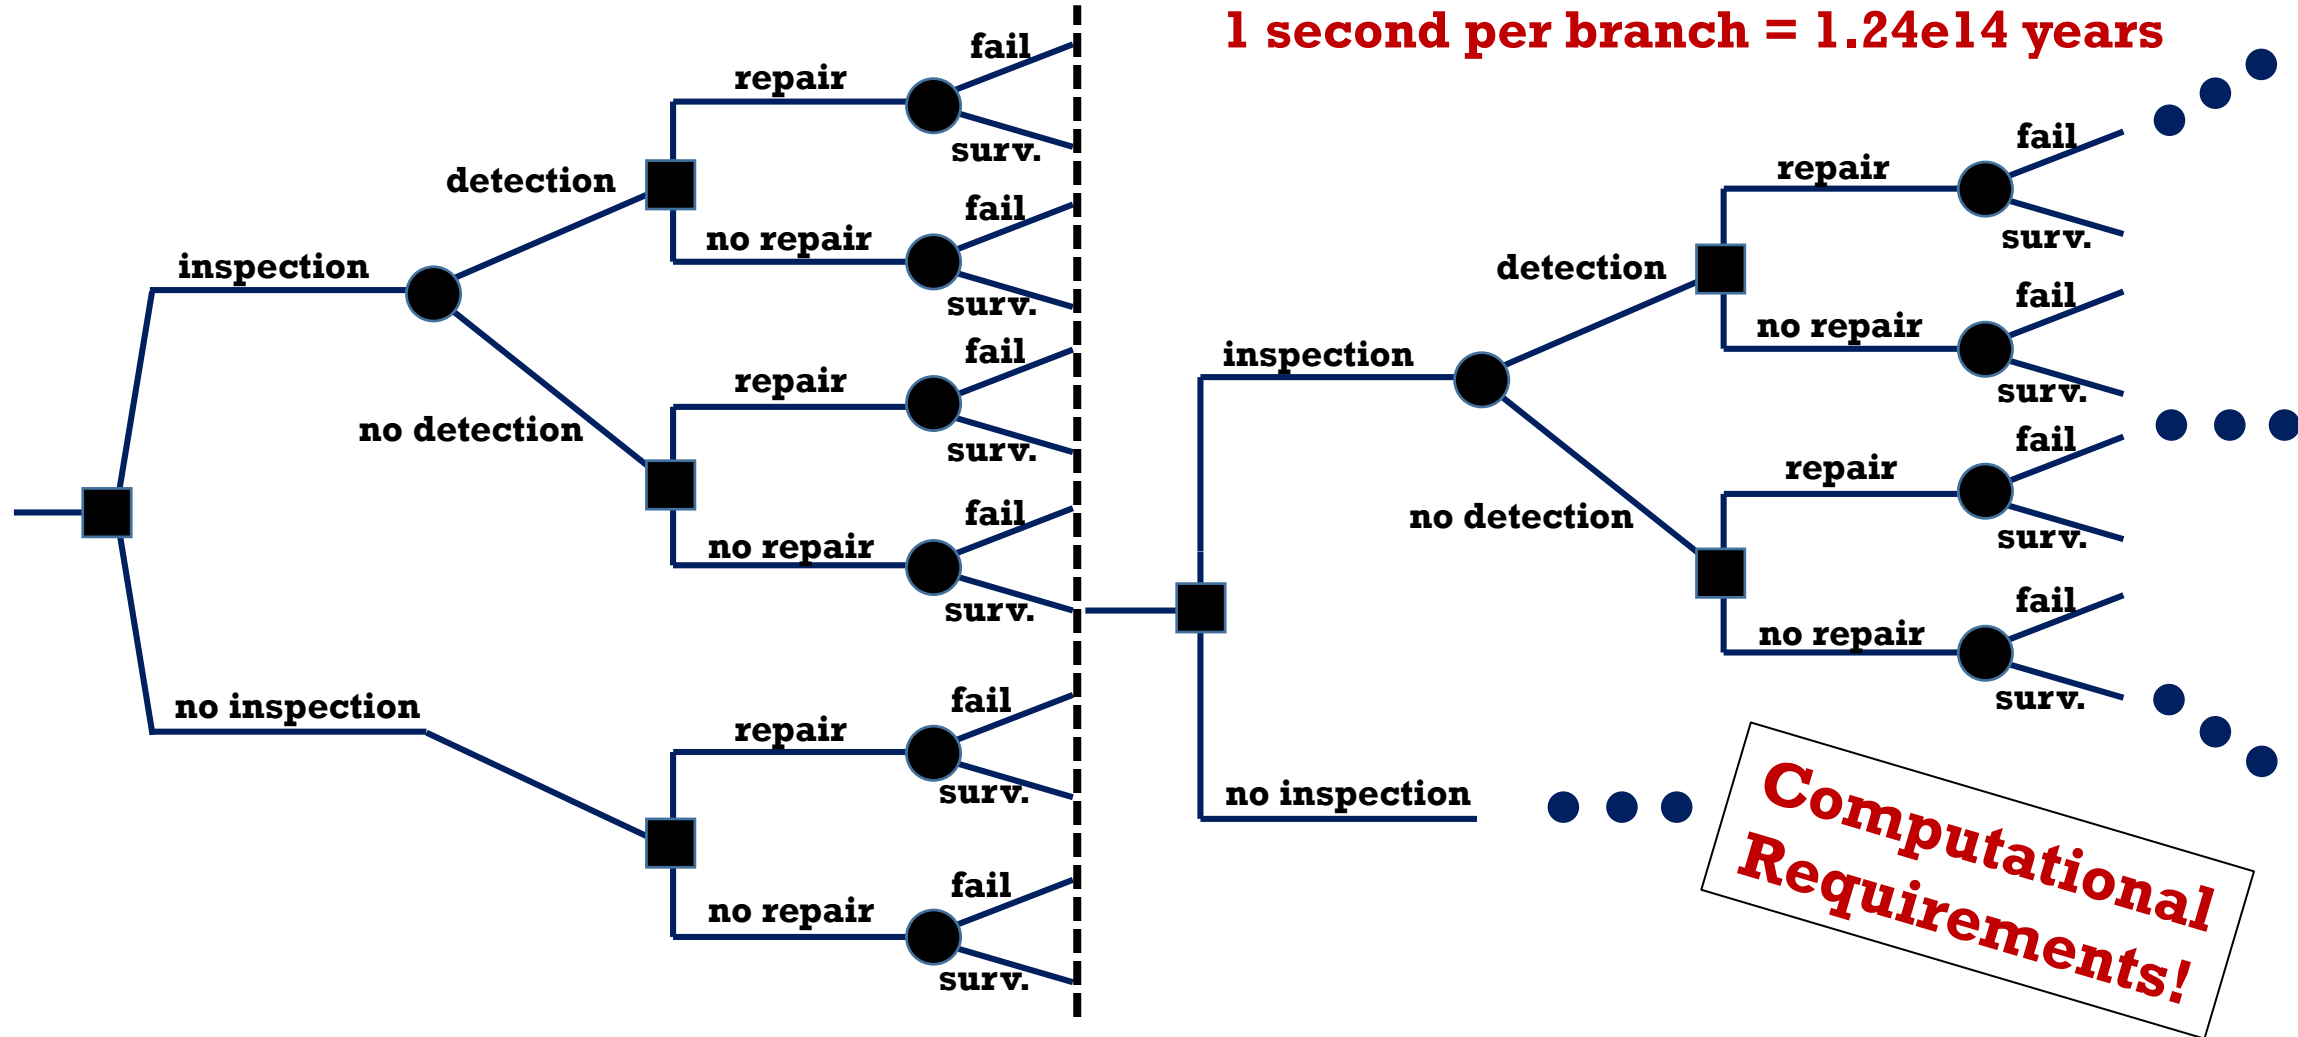 1 second per branch = 1.24e14 years
fail
repair
surv.
detection
fail
no repair
inspection
surv.
fail
repair
no detection
surv.
fail
no repair
surv.
no inspection
fail
repair
surv.
fail
no repair
surv.
fail
repair
surv.
detection
fail
no repair
inspection
surv.
fail
repair
no detection
surv.
fail
no repair
surv.
no inspection
Computational
Requirements!